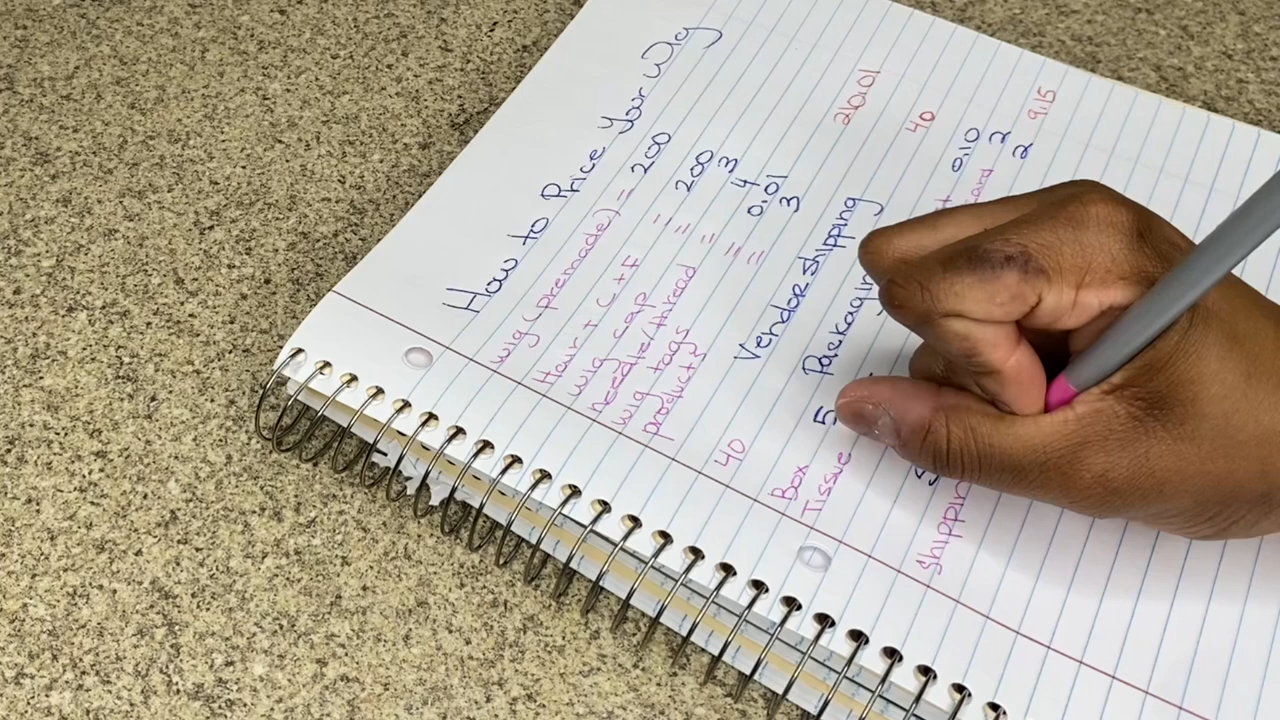 How to Price Your Wig
wig (premade) = 200
Hair + C + F = 200
wig cap = 3
needle/thread = 4
wig tags = 0.01
products = 3
210.01
Vendor Shipping
40 40
Packaging
Box 5 0.10
Tissue 2
card 2
9.15